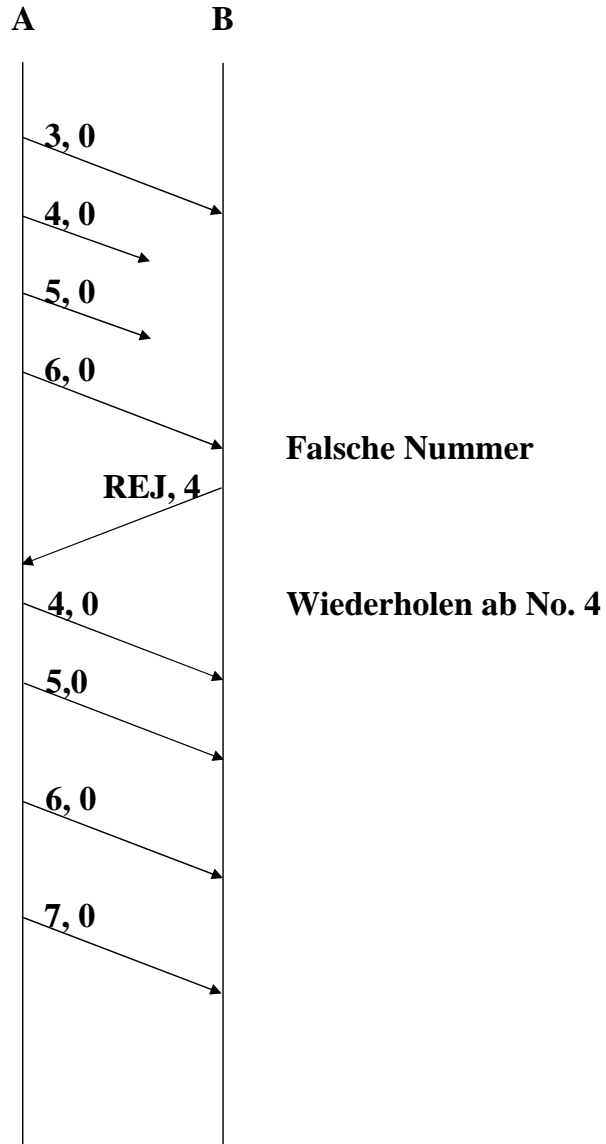 A B
3, 0
4, 0
5, 0
6, 0
Falsche Nummer
REJ, 4
4, 0 Wiederholen ab No. 4
5,0
6, 0
7, 0